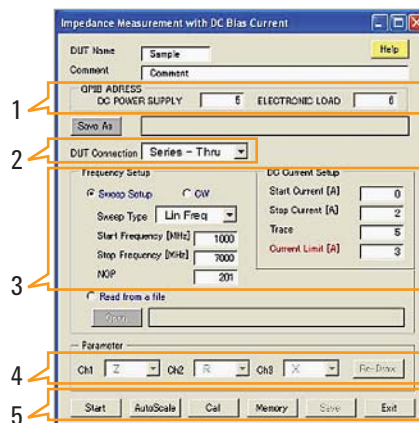 Impedance Measurement with DC Bias Current
DUT Name Sample Help
Comment Comment
GPIB ADRESS
1 DC POWER SUPPLY 5 ELECTRONIC LOAD 6
Save As
2 DUT Connection Series - Thru
Frequency Setup DC Current Setup
Sweep Setup CW Start Current [A] 0
Sweep Type Lin Freq Stop Current [A] 2
Start Frequency [MHz] 1000 Trace 5
3 Stop Frequency [MHz] 7000 Current Limit [A] 3
NOP 201
Read from a file
Open
Parameter
4 Ch1 Z Ch2 R Ch3 X Re-Draw
5 Start AutoScale Cal Memory Save Exit